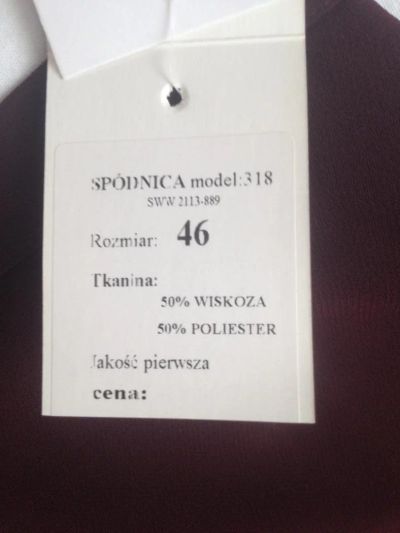 SPÓDNICA model:318
SWW 2113-889
Rozmiar: 46
Tkanina:
50% WISKOZA
50% POLIESTER
Jakość pierwsza
cena: